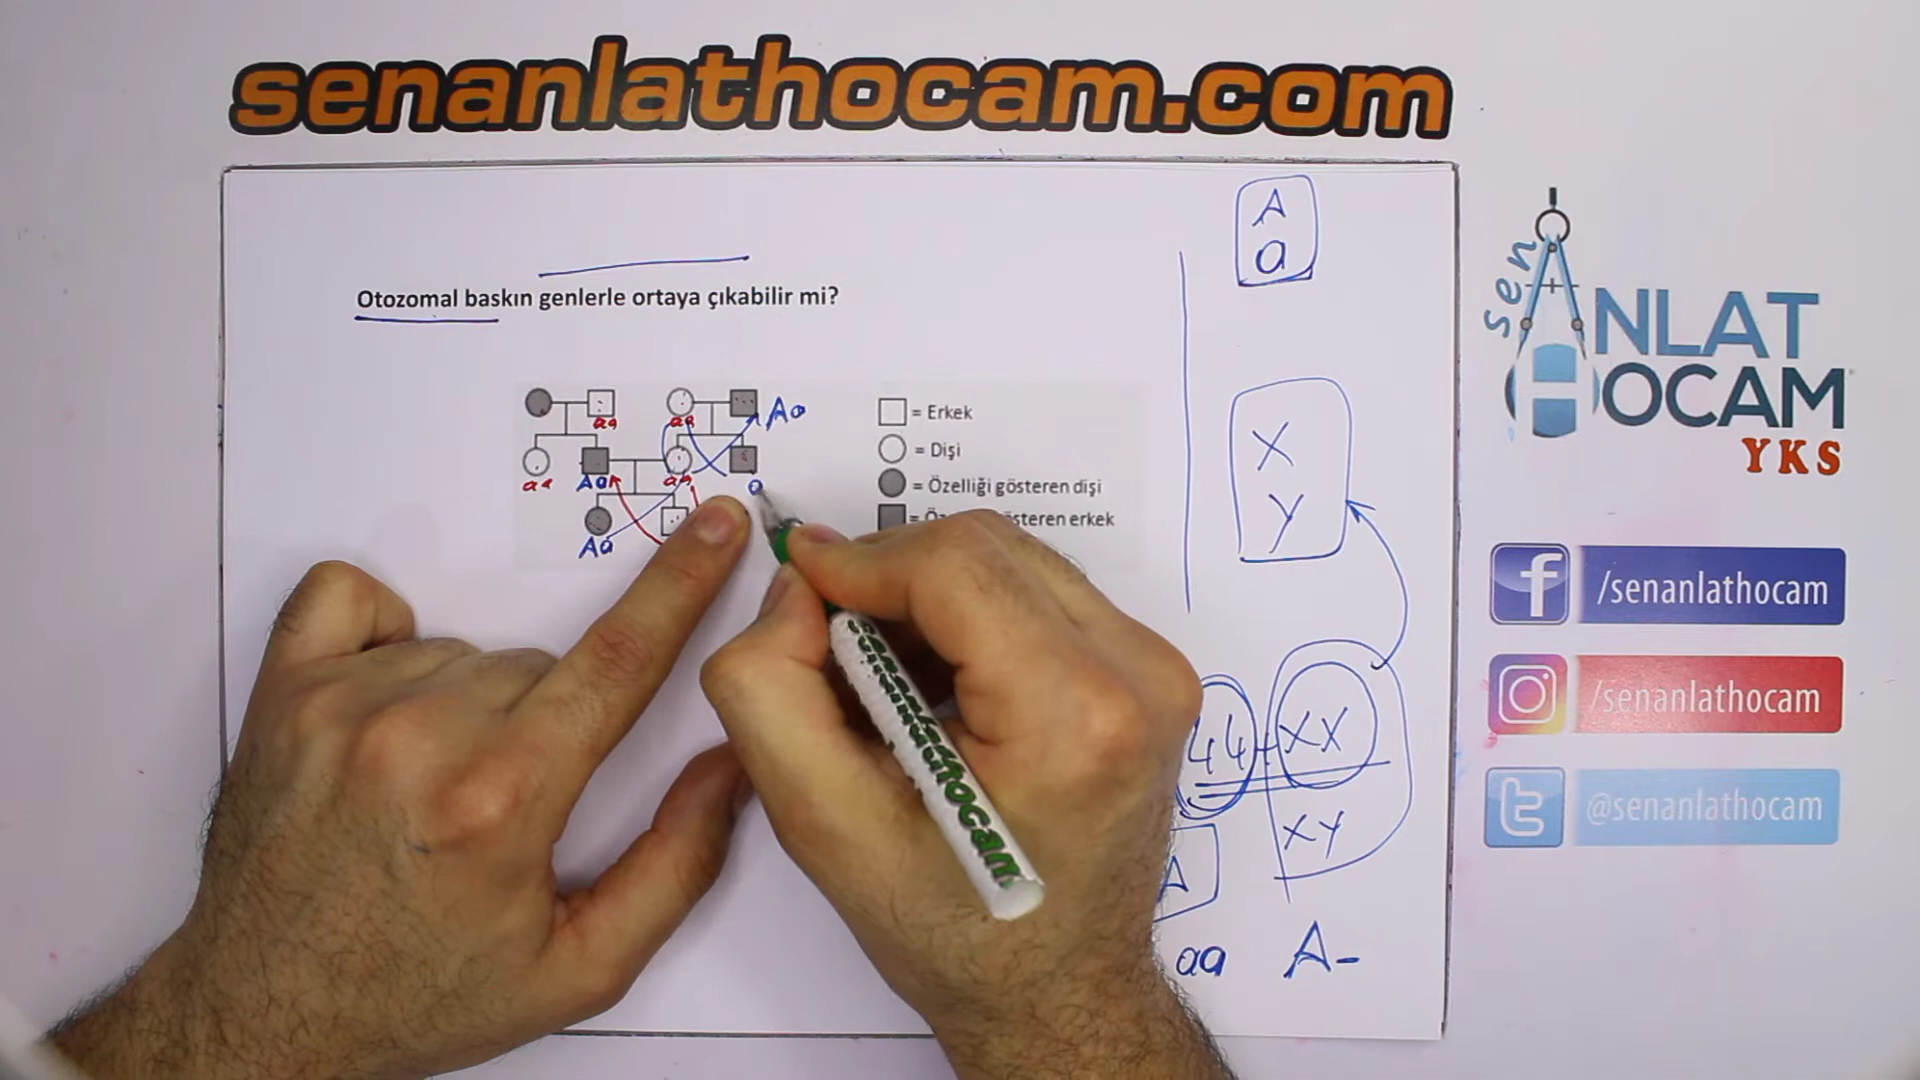 senanlathocam.com
Otozomal baskın genlerle ortaya çıkabilir mi?
aa
aa
Aa
aa
Aa
aa
a
Aa
= Erkek
= Dişi
= Özelliği gösteren dişi
gösteren erkek
A
a
X
Y
44+XX
XY
A
aa A-
sen
ANLAT
HOCAM
YKS
/senanlathocam
/senanlathocam
@senanlathocam
senanlathocam